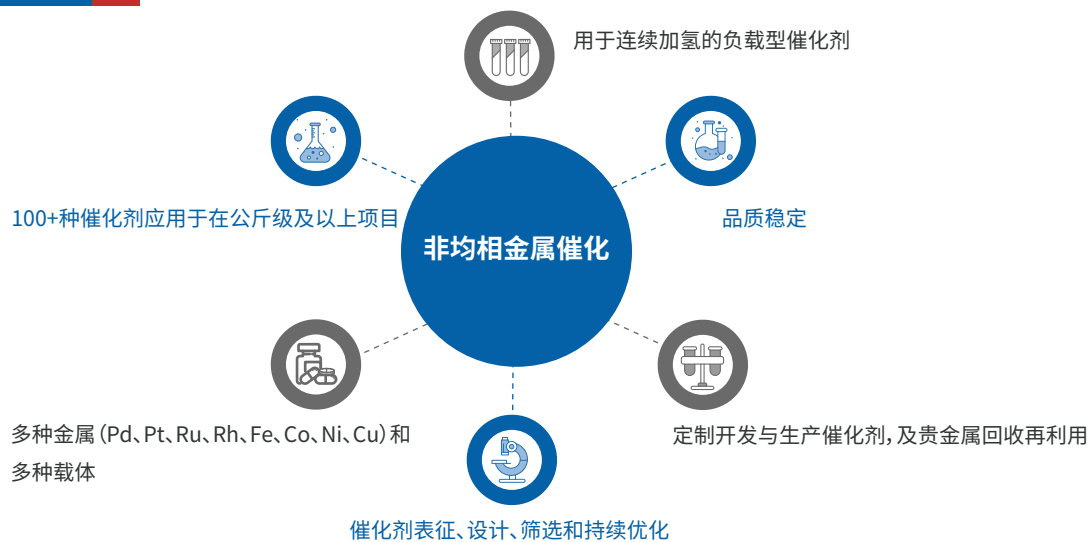 用于连续加氢的负载型催化剂
100+种催化剂应用于在公斤级及以上项目
品质稳定
非均相金属催化
多种金属（Pd、Pt、Ru、Rh、Fe、Co、Ni、Cu）和
多种载体
定制开发与生产催化剂，及贵金属回收再利用
催化剂表征、设计、筛选和持续优化